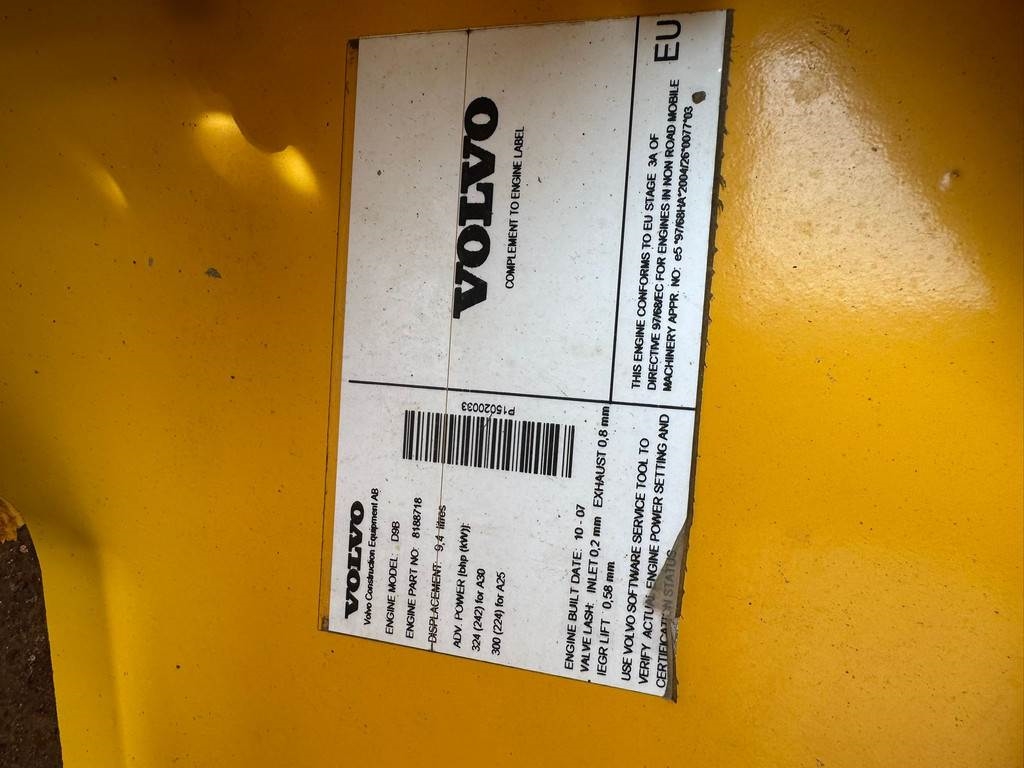 VOLVO
Volvo Construction Equipment AB
ENGINE MODEL: D9B
ENGINE PART NO: 8188718
DISPLACEMENT: 9,4 litres
ADV. POWER [bhp (kW)]:
324 (242) for A30
300 (224) for A25
P15020033
ENGINE BUILT DATE: 10 - 07
VALVE LASH: INLET 0,2 mm EXHAUST 0,8 mm
IEGR LIFT 0,58 mm
USE VOLVO SOFTWARE SERVICE TOOL TO
VERIFY ACTUAL ENGINE POWER SETTING AND
CERTIFICATION STATUS
VOLVO
COMPLEMENT TO ENGINE LABEL
THIS ENGINE CONFORMS TO EU STAGE 3A OF
DIRECTIVE 97/68/EC FOR ENGINES IN NON ROAD MOBILE
MACHINERY APPR. NO: e5 *97/68HA*2004/26*0077*03
EU